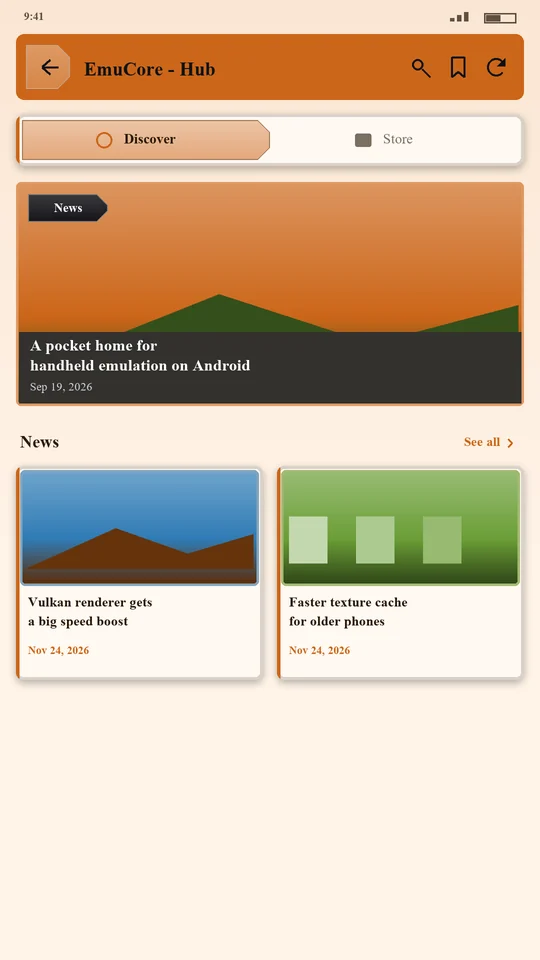 9:41
EmuCore - Hub
Discover
Store
News
A pocket home for
handheld emulation on Android
Sep 19, 2026
News
See all
Vulkan renderer gets
a big speed boost
Nov 24, 2026
Faster texture cache
for older phones
Nov 24, 2026